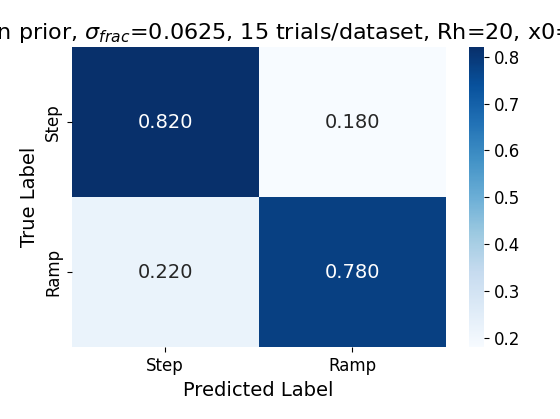 n prior, σ_frac=0.0625, 15 trials/dataset, Rh=20, x0=
True Label
Step
0.820 0.180
Ramp
0.220 0.780
Step Ramp
Predicted Label
0.8
0.7
0.6
0.5
0.4
0.3
0.2